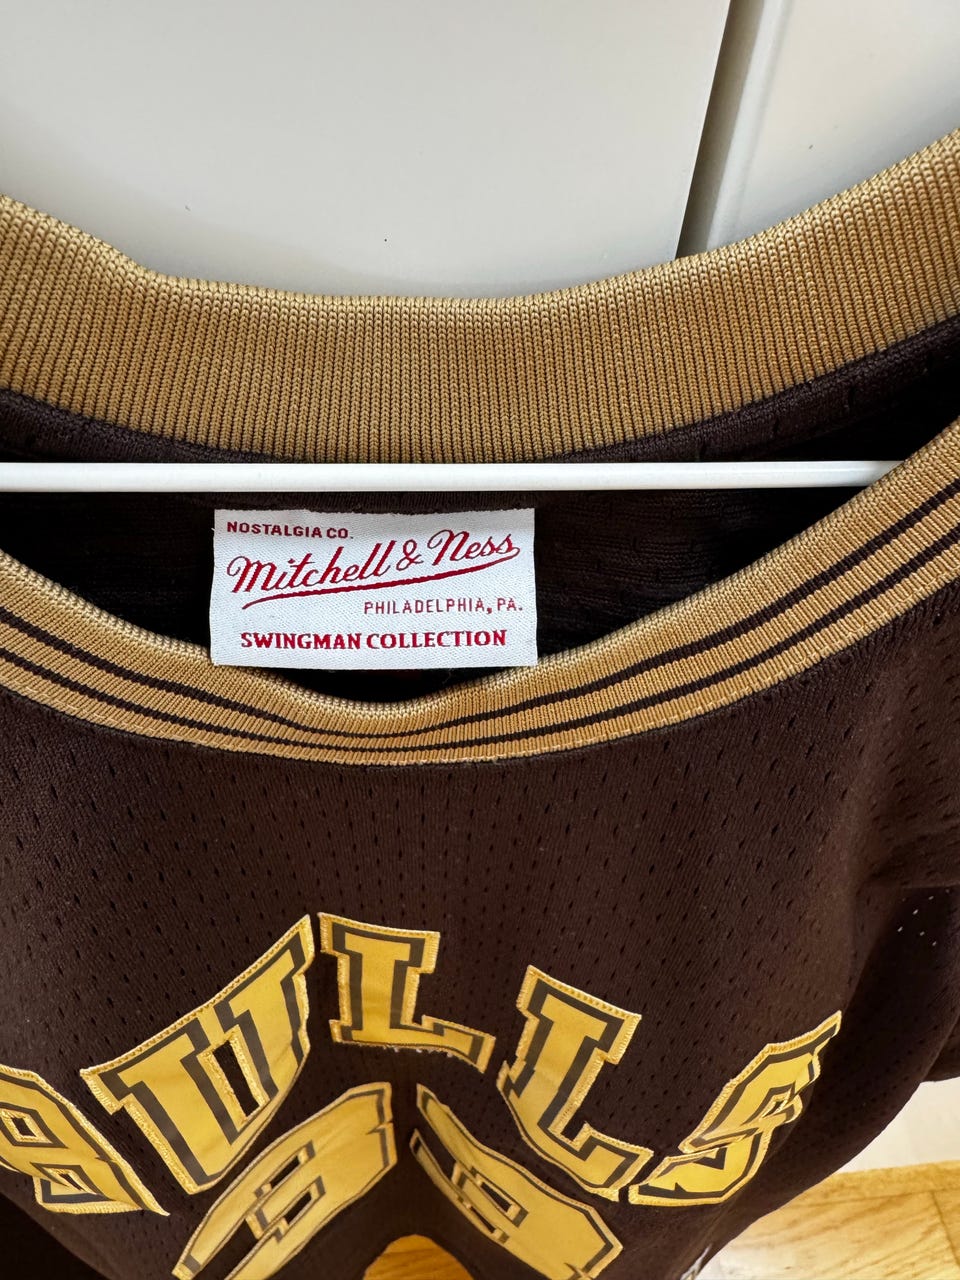 NOSTALGIA CO.
Mitchell & Ness
PHILADELPHIA, PA.
SWINGMAN COLLECTION
BULLS